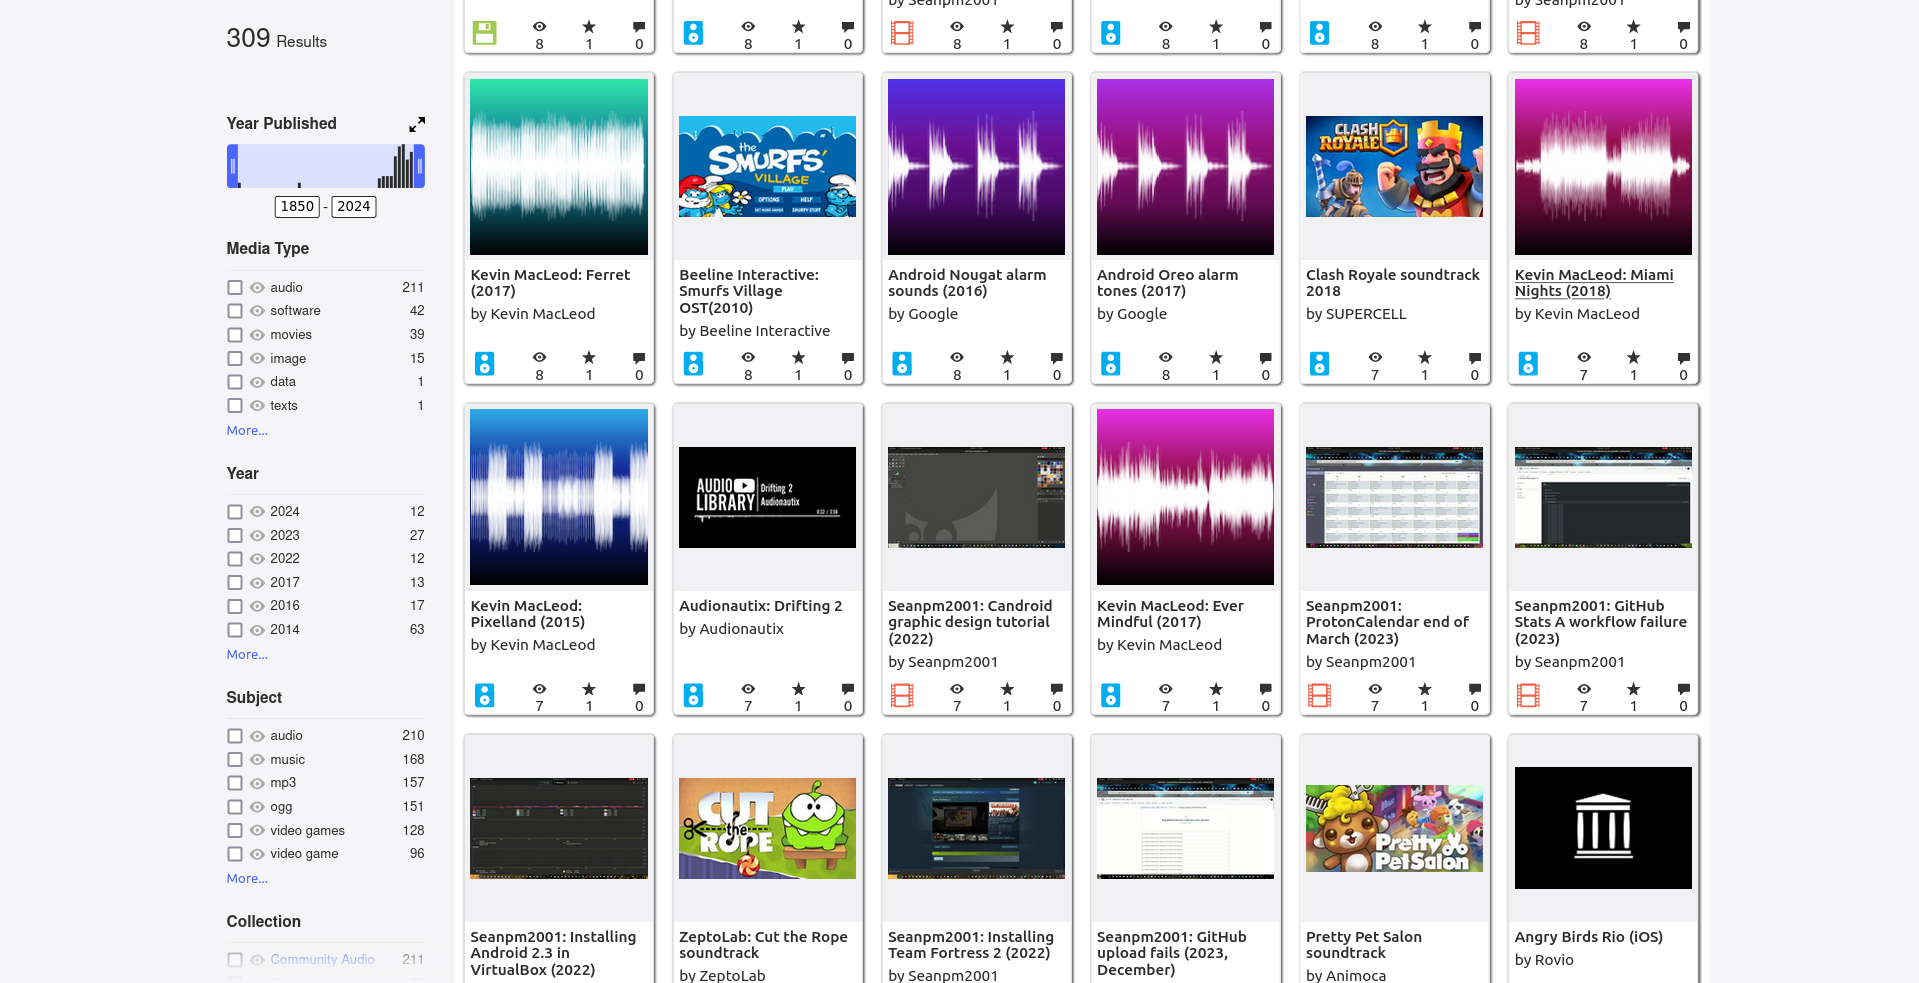 309 Results
Year Published
1850 - 2024
Media Type
audio 211
software 42
movies 39
image 15
data 1
texts 1
More...
Year
2024 12
2023 27
2022 12
2017 13
2016 17
2014 63
More...
Subject
audio 210
music 168
mp3 157
ogg 151
video games 128
video game 96
More...
Collection
Community Audio 211
by Seanpm2001
by Seanpm2001
8 1 0
8 1 0
8 1 0
8 1 0
8 1 0
8 1 0
Kevin MacLeod: Ferret
(2017)
by Kevin MacLeod
8 1 0
the
SMURFS'
VILLAGE
PLAY
OPTIONS
HELP
GET MORE GAMES
SMURFY STUFF
Beeline Interactive:
Smurfs Village
OST(2010)
by Beeline Interactive
8 1 0
Android Nougat alarm
sounds (2016)
by Google
8 1 0
Android Oreo alarm
tones (2017)
by Google
8 1 0
CLASH
ROYALE
Clash Royale soundtrack
2018
by SUPERCELL
7 1 0
Kevin MacLeod: Miami
Nights (2018)
by Kevin MacLeod
7 1 0
Kevin MacLeod:
Pixelland (2015)
by Kevin MacLeod
7 1 0
AUDIO
LIBRARY
Drifting 2
Audionautix
Audionautix: Drifting 2
by Audionautix
7 1 0
Seanpm2001: Candroid
graphic design tutorial
(2022)
by Seanpm2001
7 1 0
Kevin MacLeod: Ever
Mindful (2017)
by Kevin MacLeod
7 1 0
Seanpm2001:
ProtonCalendar end of
March (2023)
by Seanpm2001
7 1 0
Seanpm2001: GitHub
Stats A workflow failure
(2023)
by Seanpm2001
7 1 0
Seanpm2001: Installing
Android 2.3 in
VirtualBox (2022)
CUT
the
ROPE
ZeptoLab: Cut the Rope
soundtrack
by ZeptoLab
Seanpm2001: Installing
Team Fortress 2 (2022)
by Seanpm2001
Seanpm2001: GitHub
upload fails (2023,
December)
Pretty
Pet Salon
Pretty Pet Salon
soundtrack
by Animoca
Angry Birds Rio (iOS)
by Rovio